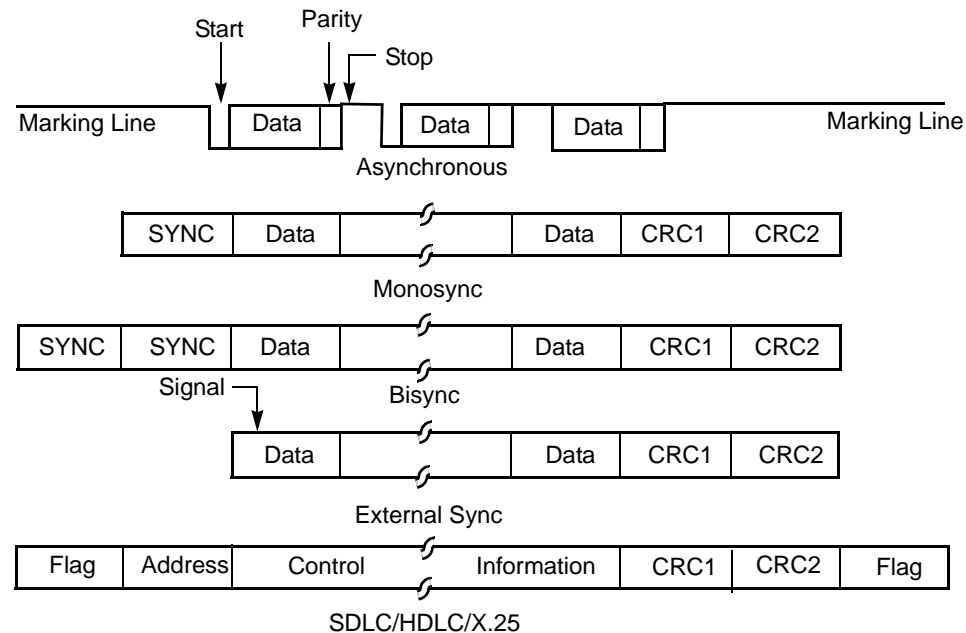 Start
Parity
Stop
Marking Line
Data
Data
Data
Marking Line
Asynchronous
SYNC Data Data CRC1 CRC2
Monosync
SYNC SYNC Data Data CRC1 CRC2
Signal
Bisync
Data Data CRC1 CRC2
External Sync
Flag Address Control Information CRC1 CRC2 Flag
SDLC/HDLC/X.25